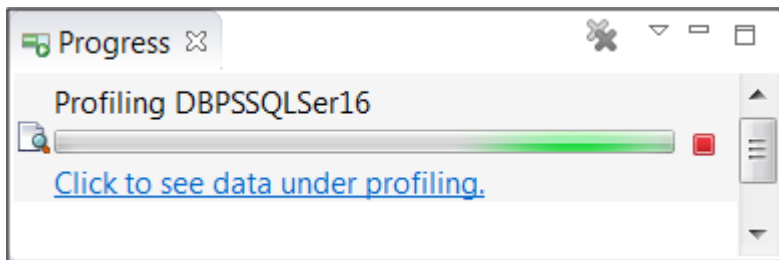 Progress
Profiling DBPSSQLSer16
Click to see data under profiling.